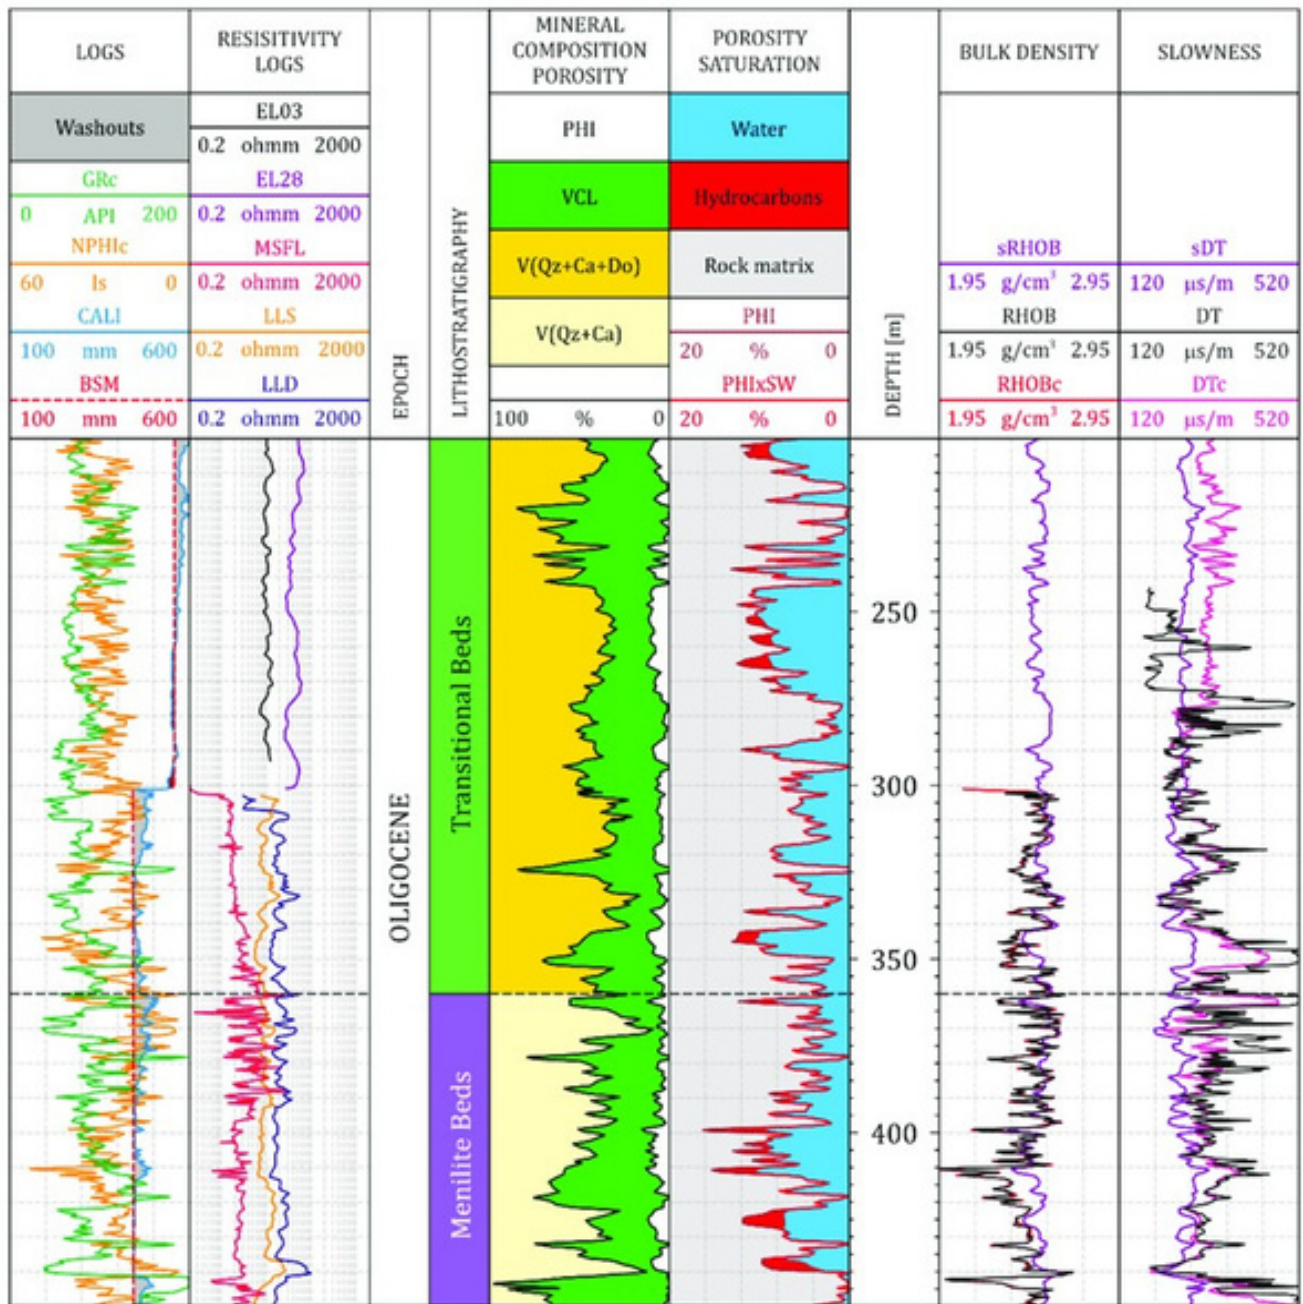 LOGS
Washouts
GRc
0 API 200
NPHIc
60 ls 0
CALI
100 mm 600
BSM
100 mm 600
RESISITIVITY
LOGS
EL03
0.2 ohmm 2000
EL28
0.2 ohmm 2000
MSFL
0.2 ohmm 2000
LLS
0.2 ohmm 2000
LLD
0.2 ohmm 2000
EPOCH
OLIGOCENE
LITHOSTRATIGRAPHY
Transitional Beds
Menilite Beds
MINERAL
COMPOSITION
POROSITY
PHI
VCL
V(Qz+Ca+Do)
V(Qz+Ca)
100 % 0
POROSITY
SATURATION
Water
Hydrocarbons
Rock matrix
PHI
20 % 0
PHIxSW
20 % 0
DEPTH [m]
250
300
350
400
BULK DENSITY
sRHOB
1.95 g/cm³ 2.95
RHOB
1.95 g/cm³ 2.95
RHOBc
1.95 g/cm³ 2.95
SLOWNESS
sDT
120 µs/m 520
DT
120 µs/m 520
DTc
120 µs/m 520